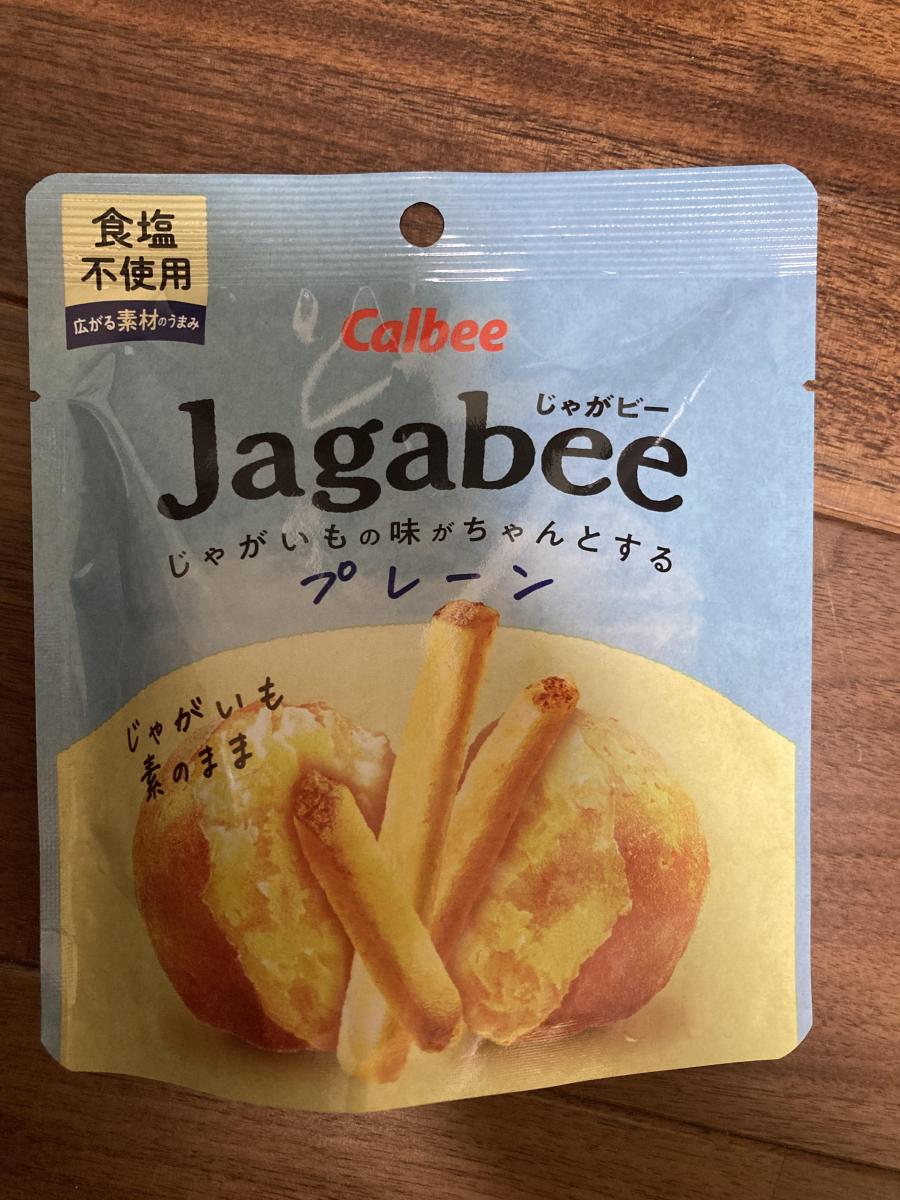 食塩
不使用
広がる素材のうまみ
Calbee
じゃがビー
Jagabee
じゃがいもの味がちゃんとする
プレーン
じゃがいも
素のまま